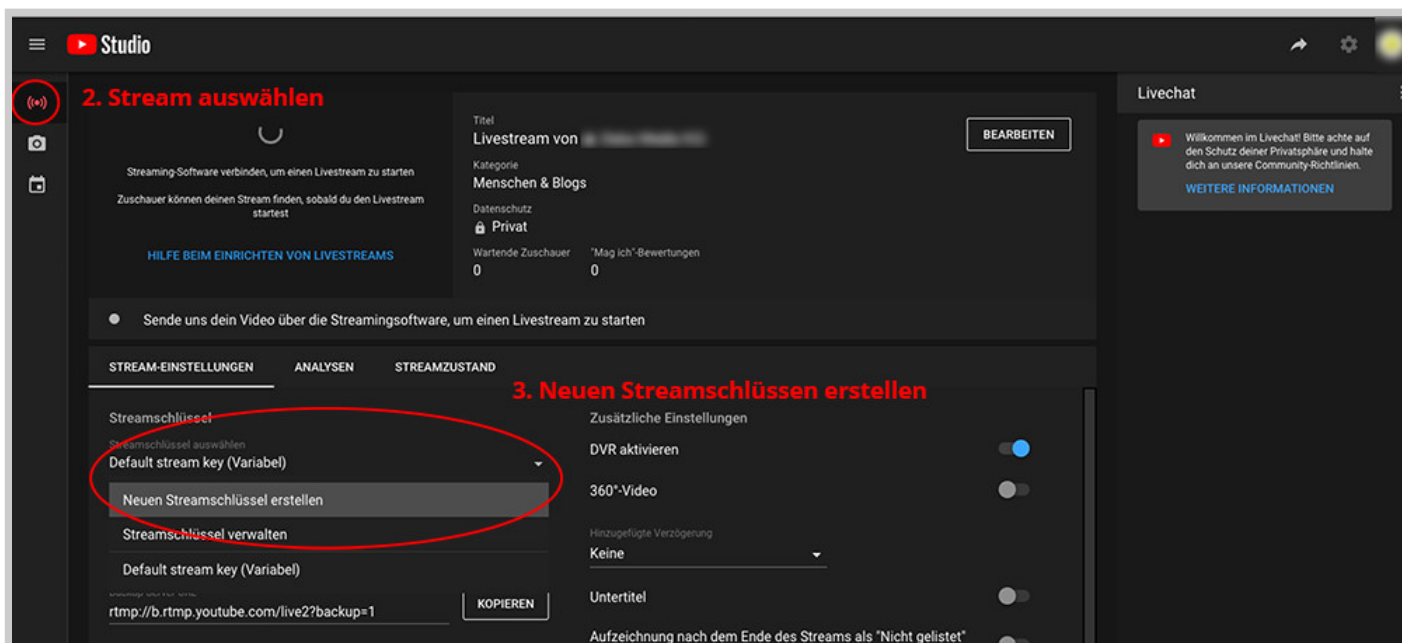 Studio
2. Stream auswählen
Streaming-Software verbinden, um einen Livestream zu starten
Zuschauer können deinen Stream finden, sobald du den Livestream
startest
HILFE BEIM EINRICHTEN VON LIVESTREAMS
Titel
Livestream von
Kategorie
Menschen & Blogs
Datenschutz
Privat
Wartende Zuschauer "Mag ich"-Bewertungen
0 0
BEARBEITEN
Livechat
Willkommen im Livechat! Bitte achte auf
den Schutz deiner Privatsphäre und halte
dich an unsere Community-Richtlinien.
WEITERE INFORMATIONEN
Sende uns dein Video über die Streamingsoftware, um einen Livestream zu starten
STREAM-EINSTELLUNGEN ANALYSEN STREAMZUSTAND
3. Neuen Streamschlüssen erstellen
Streamschlüssel
Streamschlüssel auswählen
Default stream key (Variabel)
Neuen Streamschlüssel erstellen
Streamschlüssel verwalten
Default stream key (Variabel)
rtmp://b.rtmp.youtube.com/live2?backup=1
KOPIEREN
Zusätzliche Einstellungen
DVR aktivieren
360°-Video
Hinzugefügte Verzögerung
Keine
Untertitel
Aufzeichnung nach dem Ende des Streams als "Nicht gelistet"